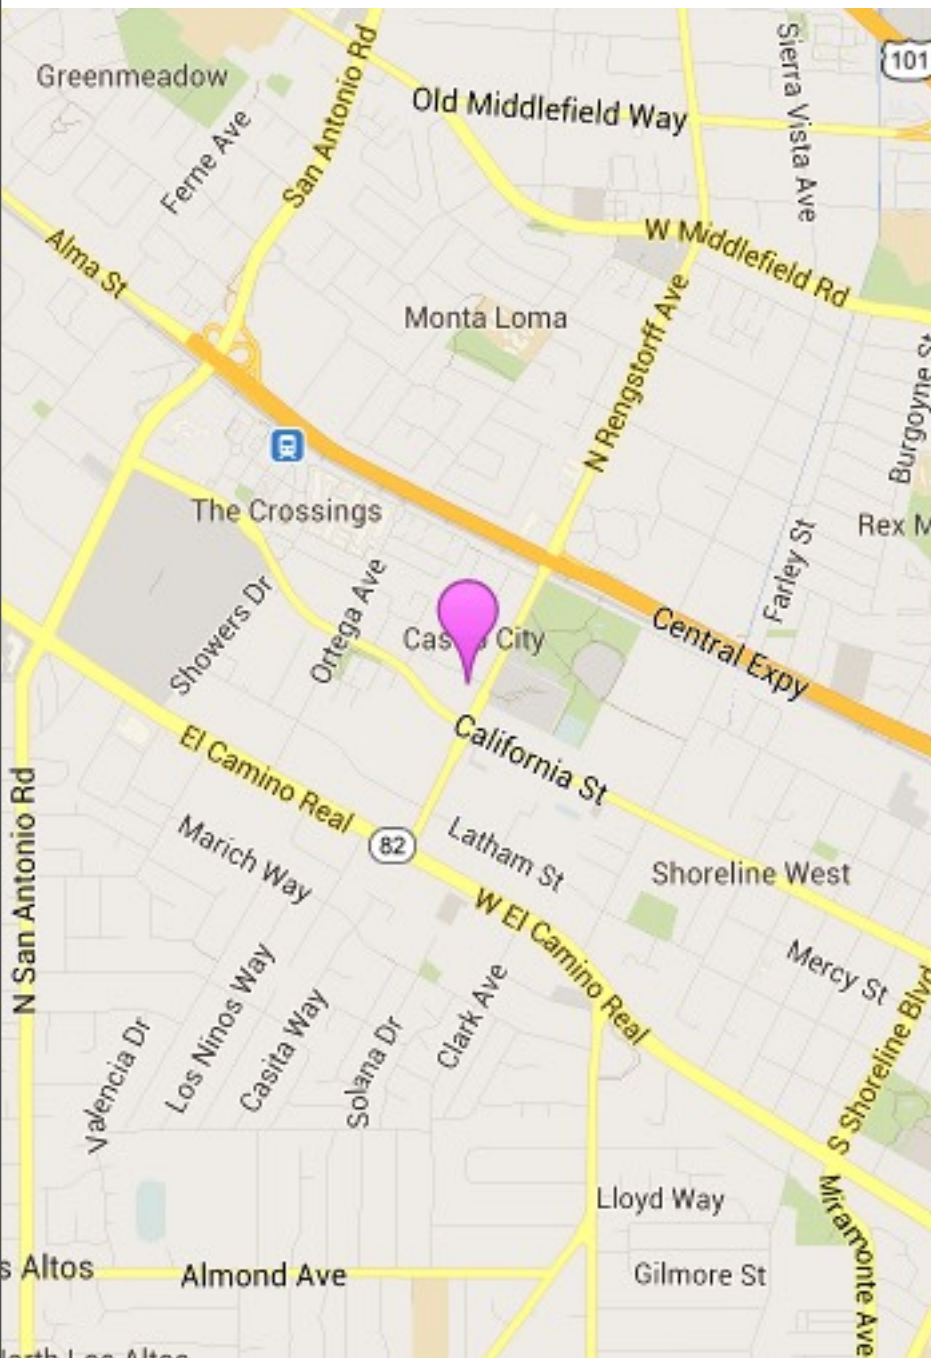 101
Sierra Vista Ave
Greenmeadow
San Antonio Rd
Old Middlefield Way
Ferne Ave
Alma St
W Middlefield Rd
Monta Loma
N Rengstorff Ave
Burgoyne St
The Crossings
Rex M
Farley St
Showers Dr
Ortega Ave
City
Central Expy
California St
El Camino Real
N San Antonio Rd
82
Marich Way
Latham St
Shoreline West
W El Camino Real
Mercy St
Los Ninos Way
Casita Way
Clark Ave
Valencia Dr
Solana Dr
S Shoreline Blvd
Lloyd Way
Miramonte Ave
s Altos
Almond Ave
Gilmore St